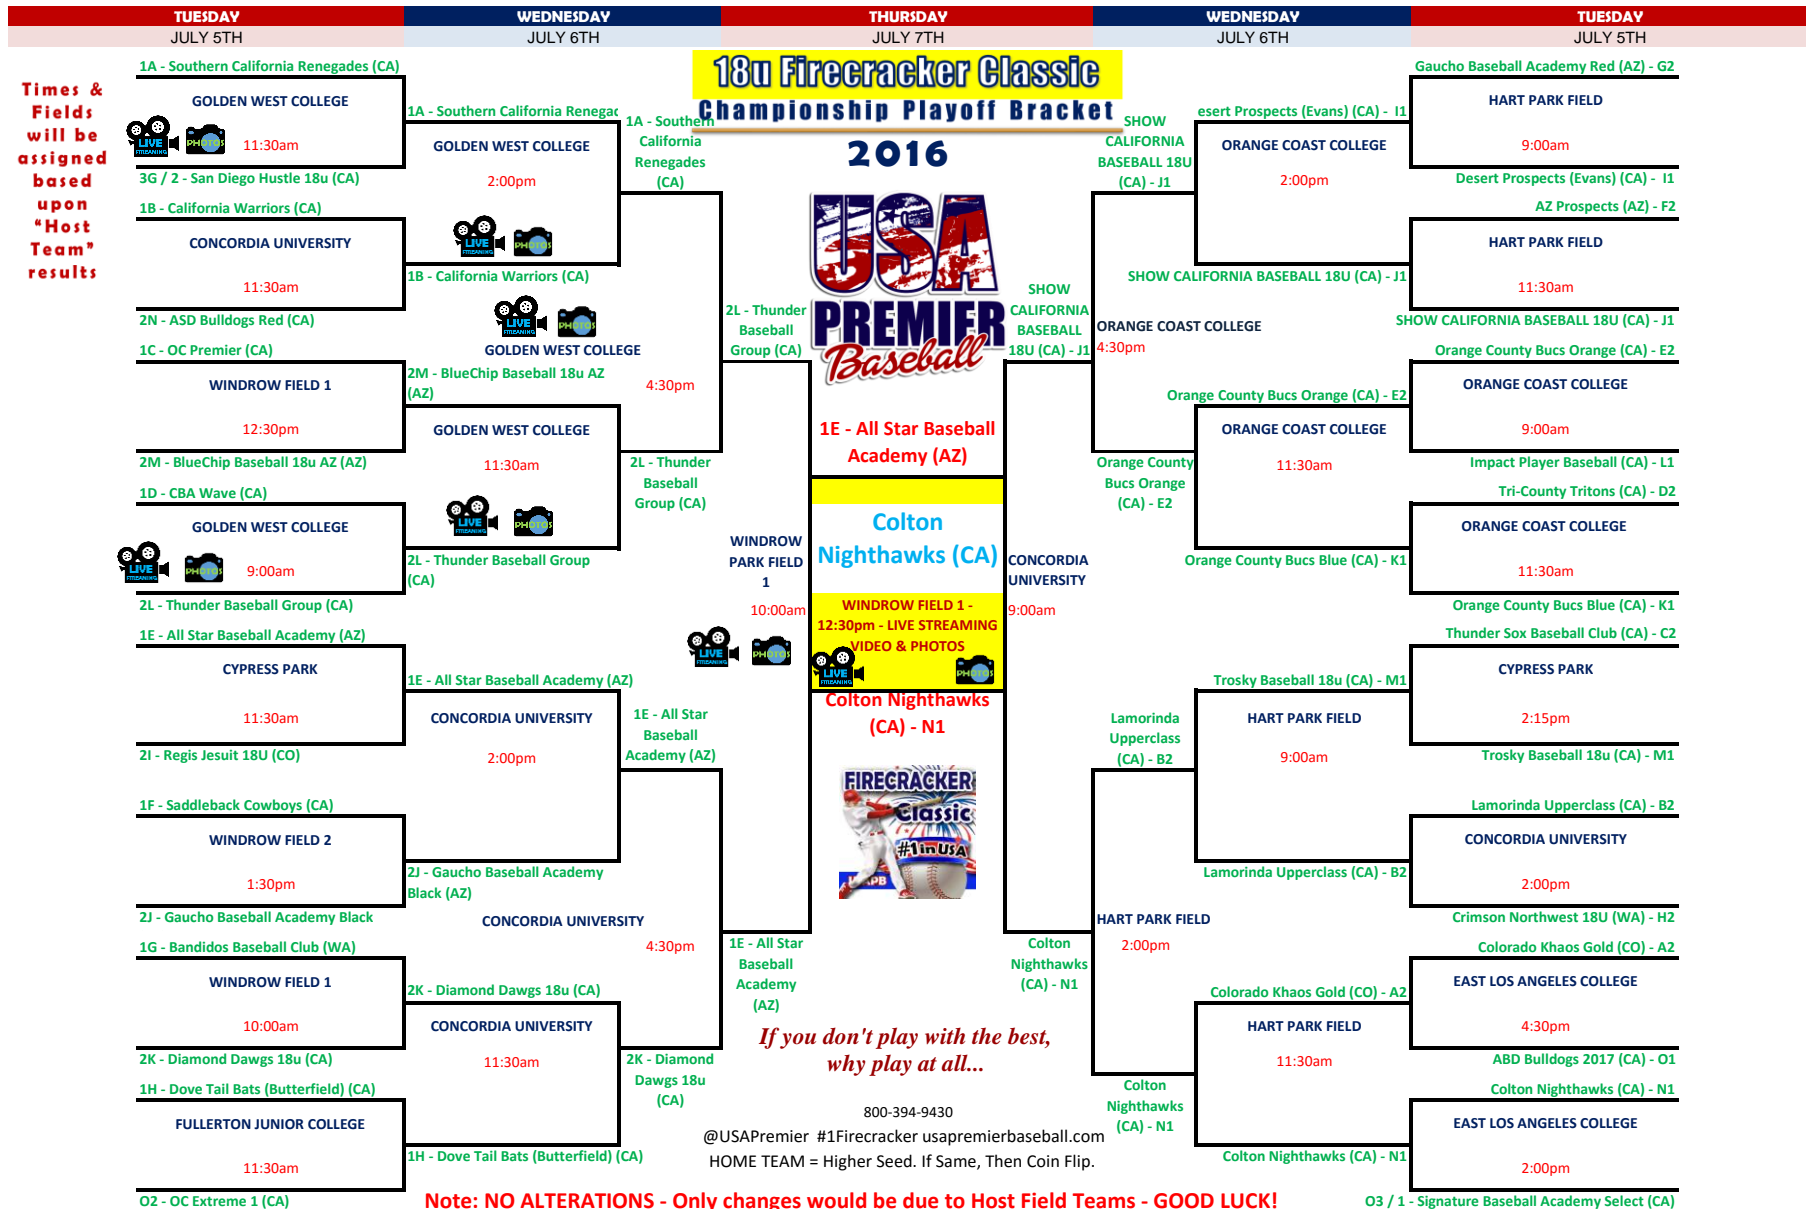 TUESDAY
WEDNESDAY
THURSDAY
WEDNESDAY
TUESDAY
JULY 5TH
JULY 6TH
JULY 7TH
JULY 6TH
JULY 5TH
18u Firecracker Classic
Championship Playoff Bracket
2016
USA
PREMIER
Baseball
Times &
Fields
will be
assigned
based
upon
“Host
Team”
results
1A - Southern California Renegades (CA)
GOLDEN WEST COLLEGE
LIVE
STREAMING
PHOTOS
11:30am
3G / 2 - San Diego Hustle 18u (CA)
1B - California Warriors (CA)
CONCORDIA UNIVERSITY
11:30am
2N - ASD Bulldogs Red (CA)
1C - OC Premier (CA)
WINDROW FIELD 1
12:30pm
2M - BlueChip Baseball 18u AZ (AZ)
1D - CBA Wave (CA)
GOLDEN WEST COLLEGE
LIVE
STREAMING
PHOTOS
9:00am
2L - Thunder Baseball Group (CA)
1E - All Star Baseball Academy (AZ)
CYPRESS PARK
11:30am
2I - Regis Jesuit 18U (CO)
1F - Saddleback Cowboys (CA)
WINDROW FIELD 2
1:30pm
2J - Gaucho Baseball Academy Black
1G - Bandidos Baseball Club (WA)
WINDROW FIELD 1
10:00am
2K - Diamond Dawgs 18u (CA)
1H - Dove Tail Bats (Butterfield) (CA)
FULLERTON JUNIOR COLLEGE
11:30am
O2 - OC Extreme 1 (CA)
1A - Southern California Renegac
GOLDEN WEST COLLEGE
2:00pm
LIVE
STREAMING
PHOTOS
1B - California Warriors (CA)
LIVE
STREAMING
PHOTOS
GOLDEN WEST COLLEGE
4:30pm
2M - BlueChip Baseball 18u AZ
(AZ)
GOLDEN WEST COLLEGE
11:30am
LIVE
STREAMING
PHOTOS
2L - Thunder Baseball Group
(CA)
1E - All Star Baseball Academy (AZ)
CONCORDIA UNIVERSITY
2:00pm
2J - Gaucho Baseball Academy
Black (AZ)
CONCORDIA UNIVERSITY
4:30pm
2K - Diamond Dawgs 18u (CA)
CONCORDIA UNIVERSITY
11:30am
1H - Dove Tail Bats (Butterfield) (CA)
1A - Southern
California
Renegades
(CA)
2L - Thunder
Baseball
Group (CA)
1E - All Star
Baseball
Academy (AZ)
2K - Diamond
Dawgs 18u
(CA)
2L - Thunder
Baseball
Group (CA)
WINDROW
PARK FIELD
1
10:00am
LIVE
STREAMING
PHOTOS
1E - All Star
Baseball
Academy
(AZ)
1E - All Star Baseball
Academy (AZ)
Colton
Nighthawks (CA)
WINDROW FIELD 1 -
12:30pm - LIVE STREAMING
VIDEO & PHOTOS
LIVE
STREAMING
PHOTOS
Colton Nighthawks
(CA) - N1
FIRECRACKER
Classic
#1inUSA
SHOW
CALIFORNIA
BASEBALL
18U (CA) - J1
CONCORDIA
UNIVERSITY
9:00am
Colton
Nighthawks
(CA) - N1
SHOW
CALIFORNIA
BASEBALL 18U
(CA) - J1
ORANGE COAST COLLEGE
4:30pm
Orange County
Bucs Orange
(CA) - E2
Lamorinda
Upperclass
(CA) - B2
HART PARK FIELD
2:00pm
Colton
Nighthawks
(CA) - N1
esert Prospects (Evans) (CA) - I1
ORANGE COAST COLLEGE
2:00pm
SHOW CALIFORNIA BASEBALL 18U (CA) - J1
Orange County Bucs Orange (CA) - E2
ORANGE COAST COLLEGE
11:30am
Orange County Bucs Blue (CA) - K1
Trosky Baseball 18u (CA) - M1
HART PARK FIELD
9:00am
Lamorinda Upperclass (CA) - B2
Colorado Khaos Gold (CO) - A2
HART PARK FIELD
11:30am
Colton Nighthawks (CA) - N1
Gaucho Baseball Academy Red (AZ) - G2
HART PARK FIELD
9:00am
Desert Prospects (Evans) (CA) - I1
AZ Prospects (AZ) - F2
HART PARK FIELD
11:30am
SHOW CALIFORNIA BASEBALL 18U (CA) - J1
Orange County Bucs Orange (CA) - E2
ORANGE COAST COLLEGE
9:00am
Impact Player Baseball (CA) - L1
Tri-County Tritons (CA) - D2
ORANGE COAST COLLEGE
11:30am
Orange County Bucs Blue (CA) - K1
Thunder Sox Baseball Club (CA) - C2
CYPRESS PARK
2:15pm
Trosky Baseball 18u (CA) - M1
Lamorinda Upperclass (CA) - B2
CONCORDIA UNIVERSITY
2:00pm
Crimson Northwest 18U (WA) - H2
Colorado Khaos Gold (CO) - A2
EAST LOS ANGELES COLLEGE
4:30pm
ABD Bulldogs 2017 (CA) - O1
Colton Nighthawks (CA) - N1
EAST LOS ANGELES COLLEGE
2:00pm
O3 / 1 - Signature Baseball Academy Select (CA)
If you don't play with the best,
why play at all...
800-394-9430
@USAPremier #1Firecracker usapremierbaseball.com
HOME TEAM = Higher Seed. If Same, Then Coin Flip.
Note: NO ALTERATIONS - Only changes would be due to Host Field Teams - GOOD LUCK!